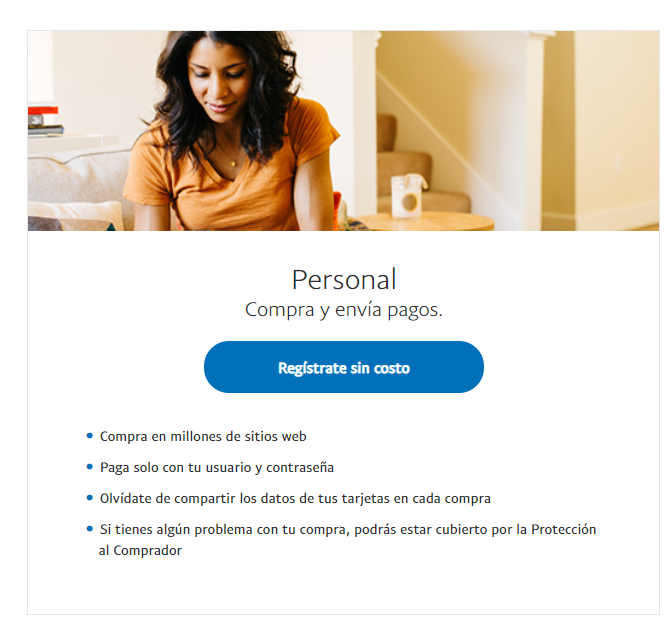 Personal
Compra y envía pagos.
Regístrate sin costo
Compra en millones de sitios web
Paga solo con tu usuario y contraseña
Olvídate de compartir los datos de tus tarjetas en cada compra
Si tienes algún problema con tu compra, podrás estar cubierto por la Protección
al Comprador